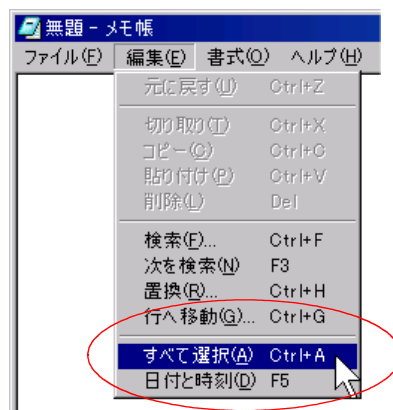 無題 - メモ帳
ファイル(F) 編集(E) 書式(O) ヘルプ(H)
元に戻す(U) Ctrl+Z
切り取り(T) Ctrl+X
コピー(C) Ctrl+C
貼り付け(P) Ctrl+V
削除(L) Del
検索(F)... Ctrl+F
次を検索(N) F3
置換(R)... Ctrl+H
行へ移動(G)... Ctrl+G
すべて選択(A) Ctrl+A
日付と時刻(D) F5